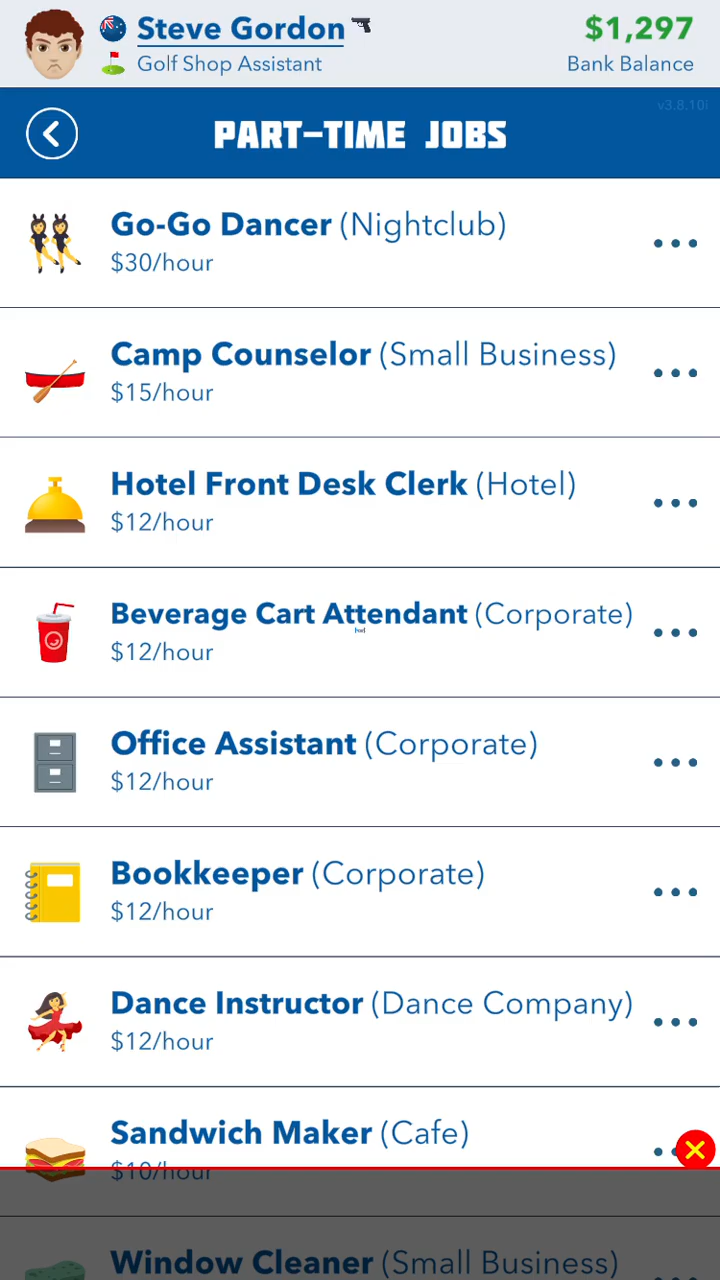 Steve Gordon
$1,297
Golf Shop Assistant
Bank Balance
v3.8.10i
PART-TIME JOBS
Go-Go Dancer (Nightclub)
$30/hour
Camp Counselor (Small Business)
$15/hour
Hotel Front Desk Clerk (Hotel)
$12/hour
Beverage Cart Attendant (Corporate)
$12/hour
Office Assistant (Corporate)
$12/hour
Bookkeeper (Corporate)
$12/hour
Dance Instructor (Dance Company)
$12/hour
Sandwich Maker (Cafe)
$10/hour
Window Cleaner (Small Business)